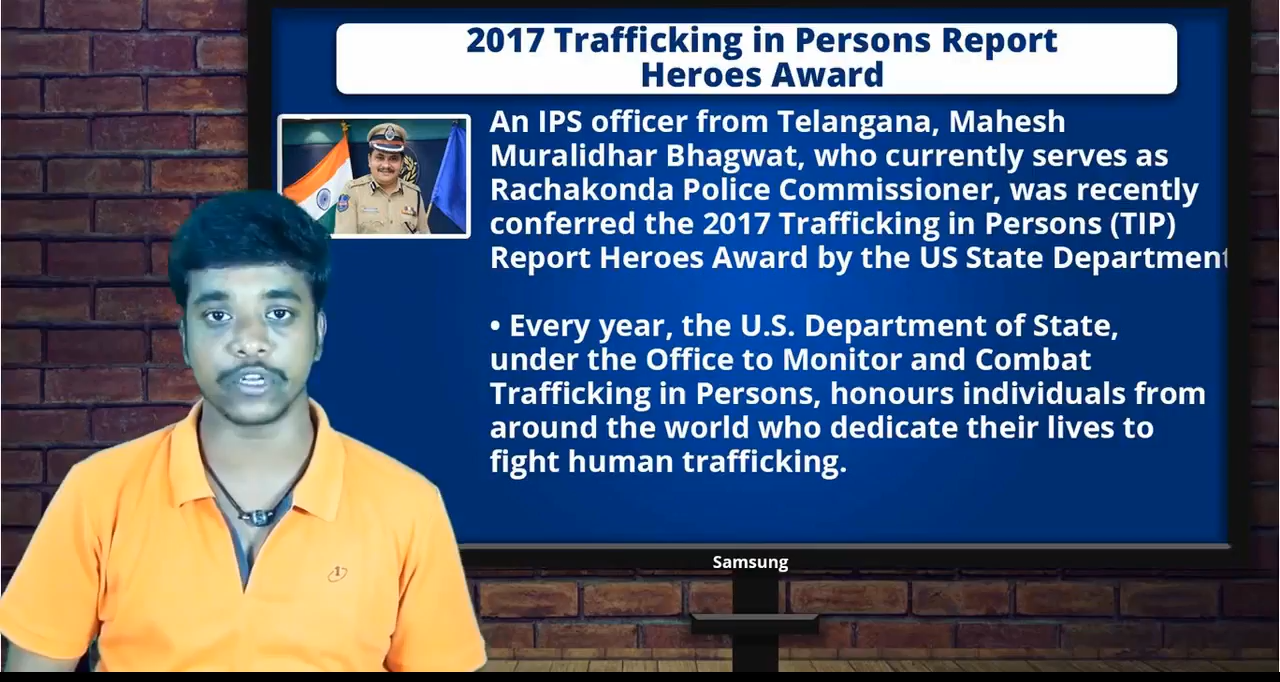 2017 Trafficking in Persons Report
Heroes Award
An IPS officer from Telangana, Mahesh
Muralidhar Bhagwat, who currently serves as
Rachakonda Police Commissioner, was recently
conferred the 2017 Trafficking in Persons (TIP)
Report Heroes Award by the US State Department
• Every year, the U.S. Department of State,
under the Office to Monitor and Combat
Trafficking in Persons, honours individuals from
around the world who dedicate their lives to
fight human trafficking.
Samsung